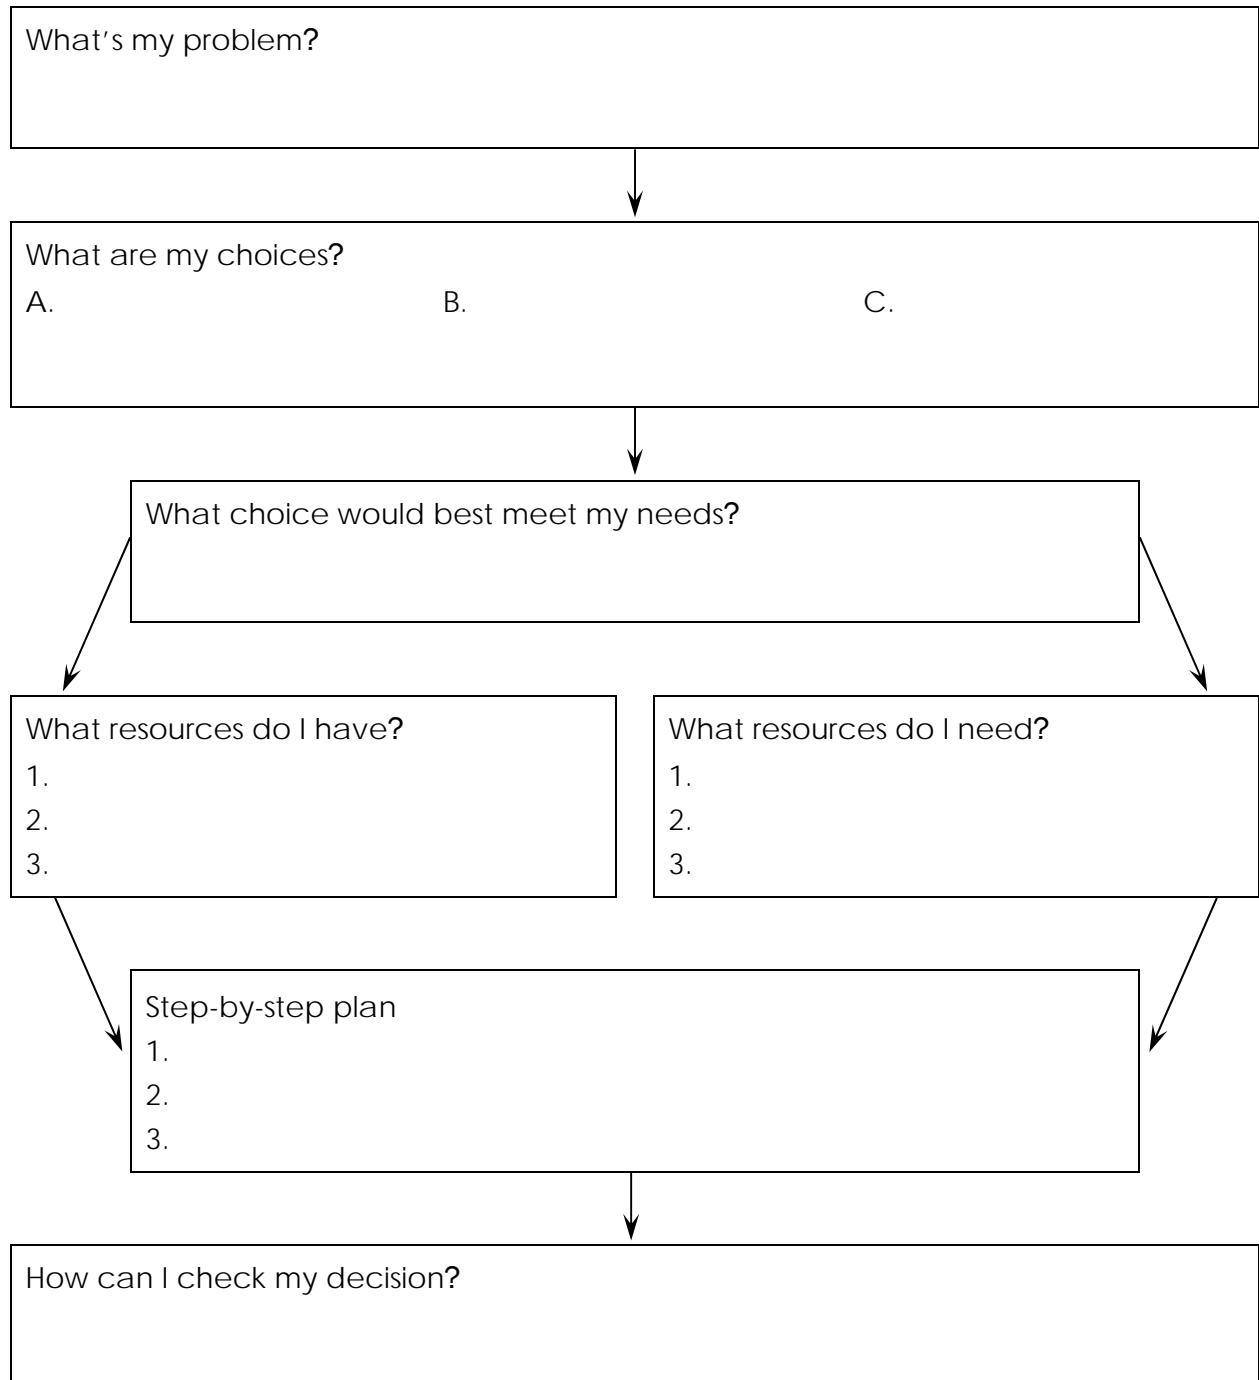 What's my problem?
What are my choices?
A. B. C.
What choice would best meet my needs?
What resources do I have?
1.
2.
3.
What resources do I need?
1.
2.
3.
Step-by-step plan
1.
2.
3.
How can I check my decision?